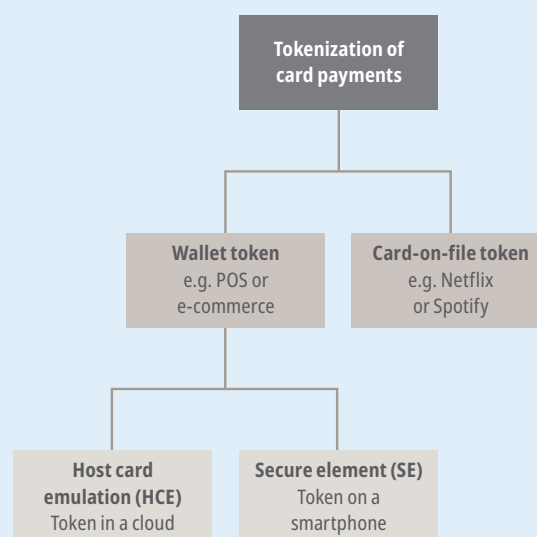 Tokenization of
card payments
Wallet token
e.g. POS or
e-commerce
Card-on-file token
e.g. Netflix
or Spotify
Host card
emulation (HCE)
Token in a cloud
Secure element (SE)
Token on a
smartphone